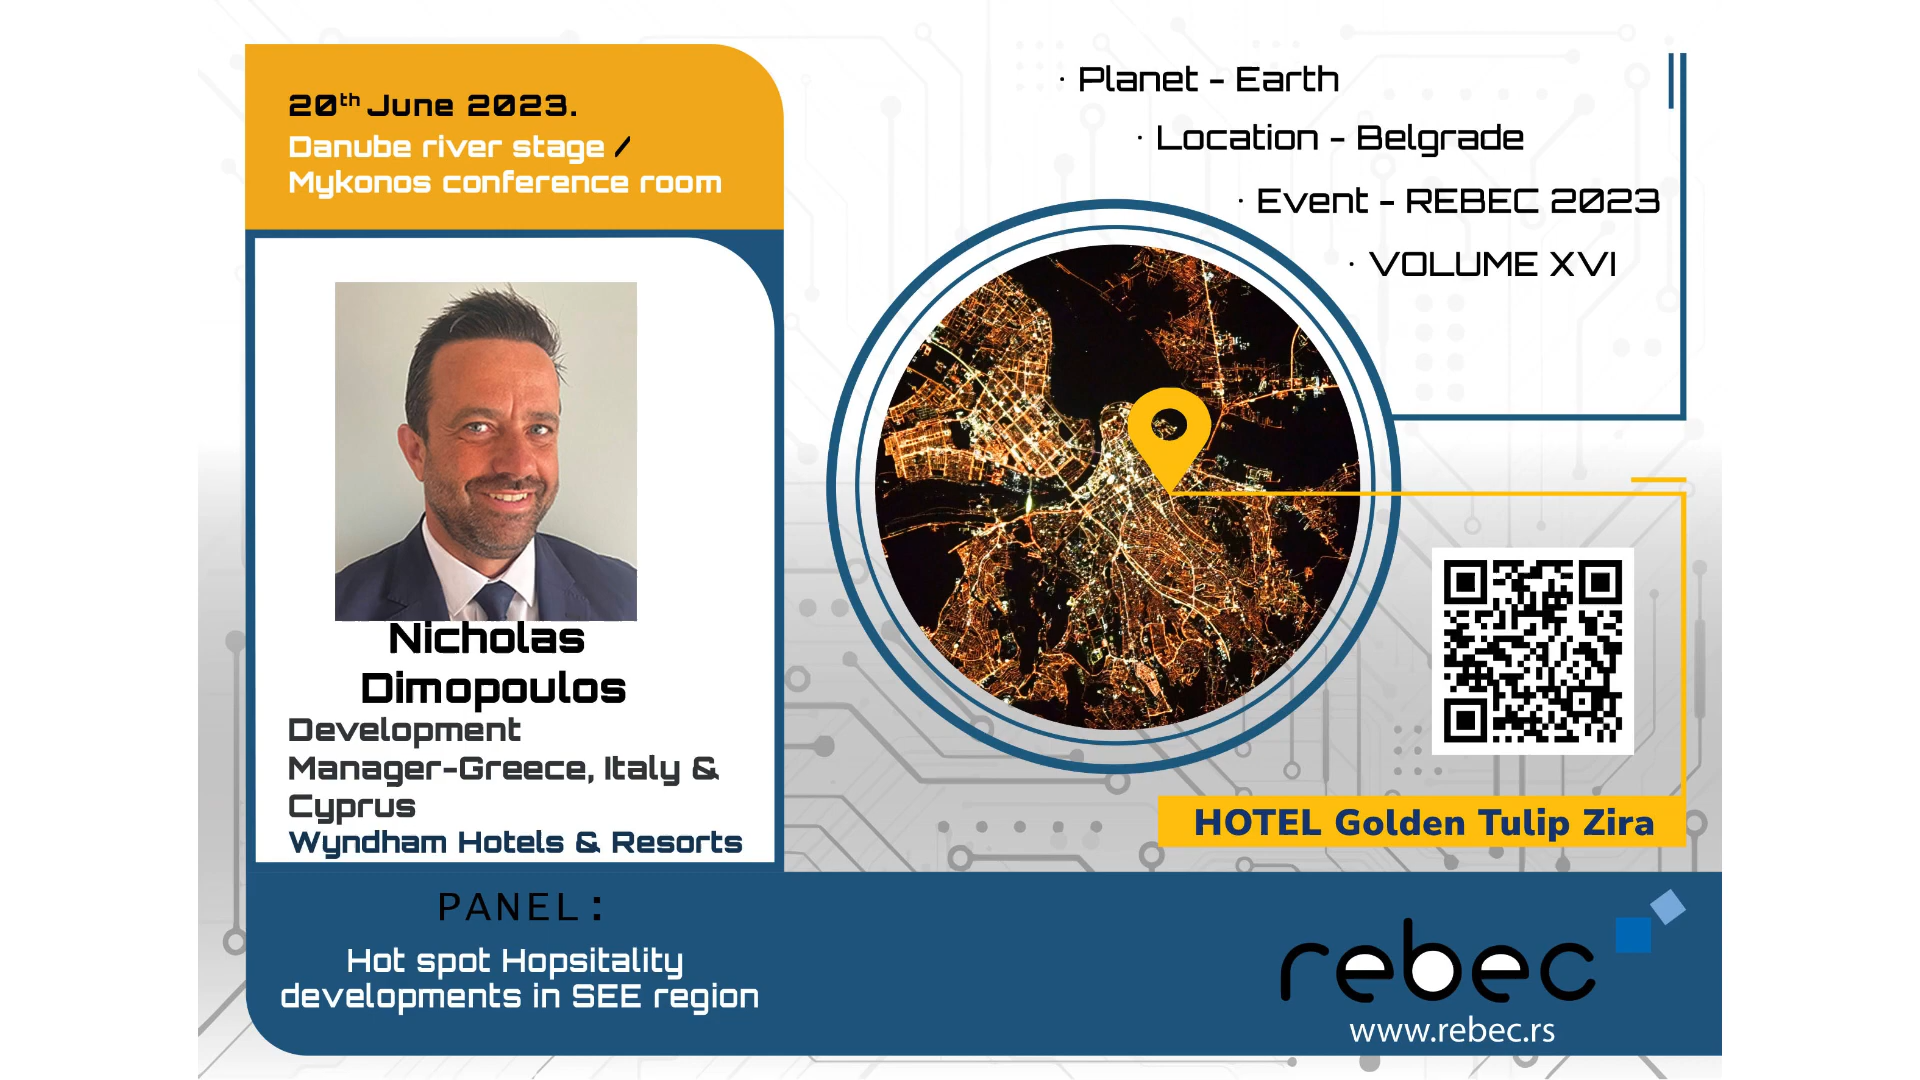 20th June 2023.
Danube river stage /
Mykonos conference room
Nicholas
Dimopoulos
Development
Manager-Greece, Italy &
Cyprus
Wyndham Hotels & Resorts
PANEL:
Hot spot Hopsitality
developments in SEE region
· Planet - Earth
· Location - Belgrade
· Event - REBEC 2023
· VOLUME XVI
HOTEL Golden Tulip Zira
rebec
www.rebec.rs